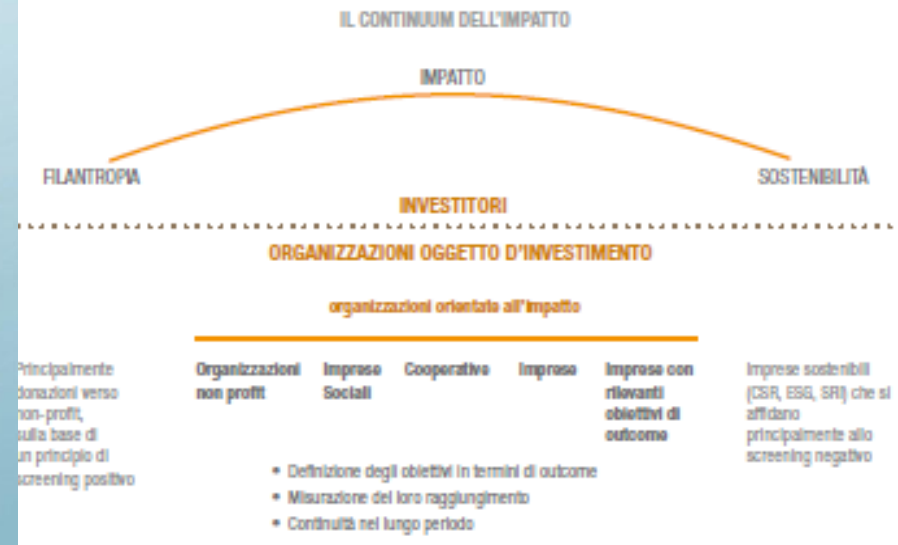 IL CONTINUUM DELL'IMPATTO
IMPATTO
FILANTROPIA
SOSTENIBILITÀ
INVESTITORI
ORGANIZZAZIONI OGGETTO D'INVESTIMENTO
organizzazioni orientate all'impatto
Principalmente
donazioni verso
non-profit,
sulla base di
un principio di
screening positivo
Organizzazioni
non profit
Imprese
Sociali
Cooperative
Imprese
Imprese con
rilevanti
obiettivi di
outcome
Imprese sostenibili
(CSR, ESG, SRI) che si
affidano
principalmente allo
screening negativo
• Definizione degli obiettivi in termini di outcome
• Misurazione del loro raggiungimento
• Continuità nel lungo periodo